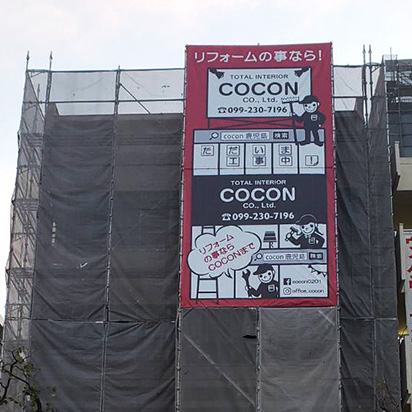 リフォームの事なら!
TOTAL INTERIOR
COCON
CO., Ltd.
☎099-230-7196
cocon 鹿児島 検索
ただいま
工事中!
TOTAL INTERIOR
COCON
CO., Ltd.
☎099-230-7196
リフォーム
の事なら
COCONまで
cocon 鹿児島 検索
cocon0201
office_cocon